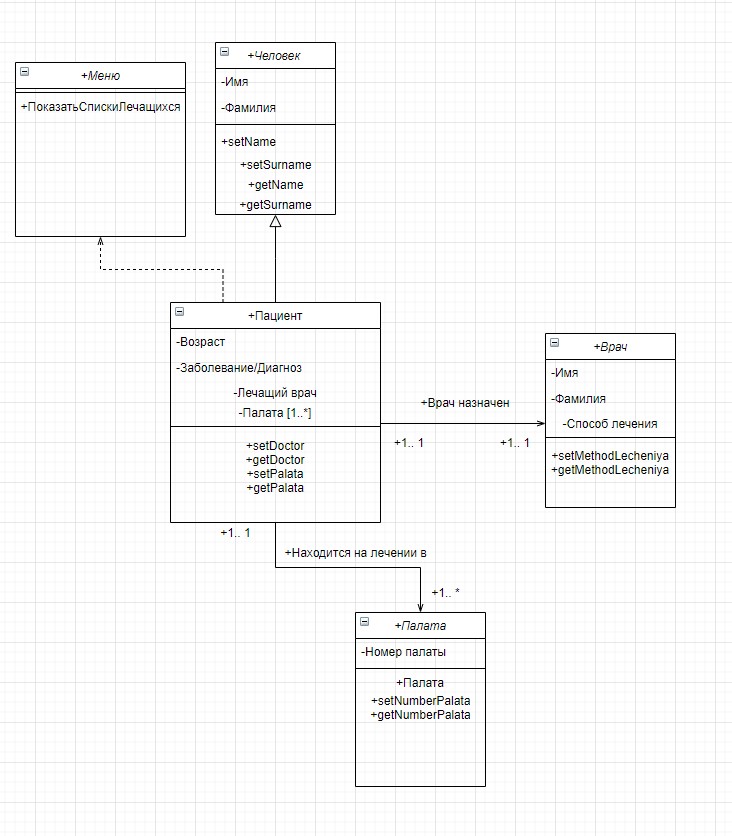 +Человек
-Имя
-Фамилия
+setName
+setSurname
+getName
+getSurname
+Меню
+ПоказатьСпискиЛечащихся
+Пациент
-Возраст
-Заболевание/Диагноз
-Лечащий врач
-Палата [1..*]
+setDoctor
+getDoctor
+setPalata
+getPalata
+Врач назначен
+1.. 1
+1.. 1
+Врач
-Имя
-Фамилия
-Способ лечения
+setMethodLecheniya
+getMethodLecheniya
+1.. 1
+Находится на лечении в
+1.. *
+Палата
-Номер палаты
+Палата
+setNumberPalata
+getNumberPalata